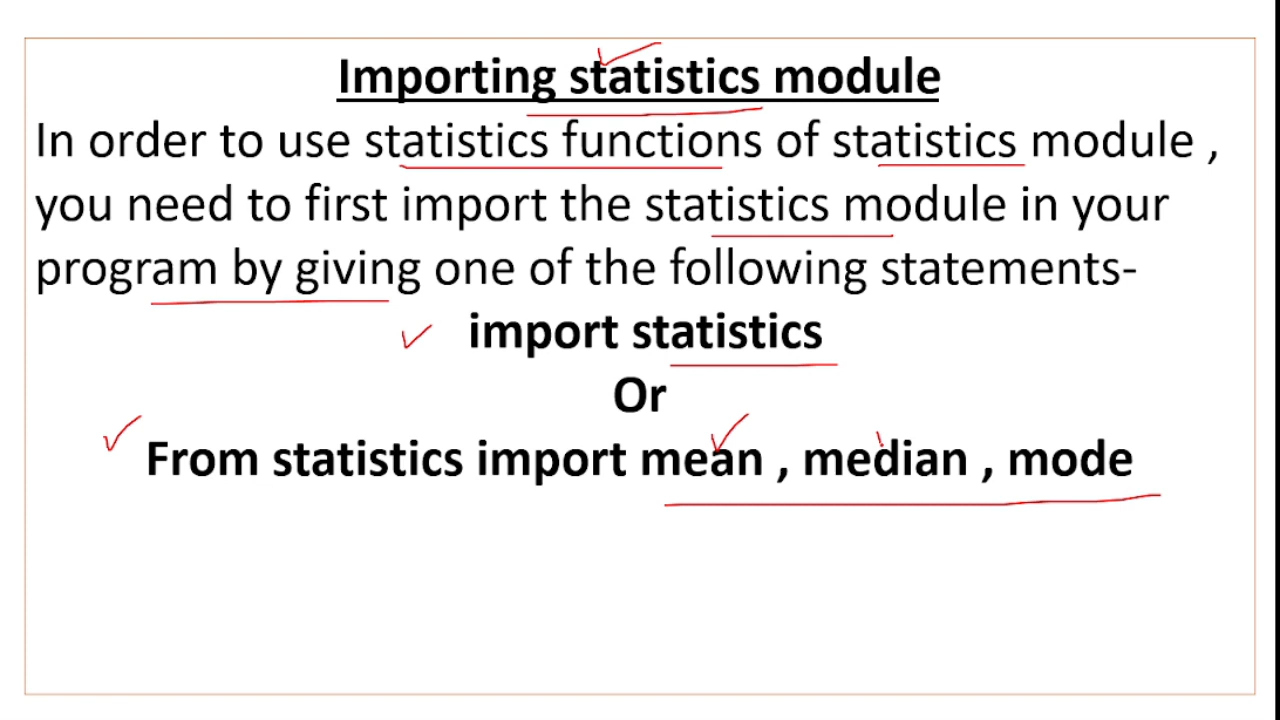 Importing statistics module
In order to use statistics functions of statistics module ,
you need to first import the statistics module in your
program by giving one of the following statements-
import statistics
Or
From statistics import mean , median , mode